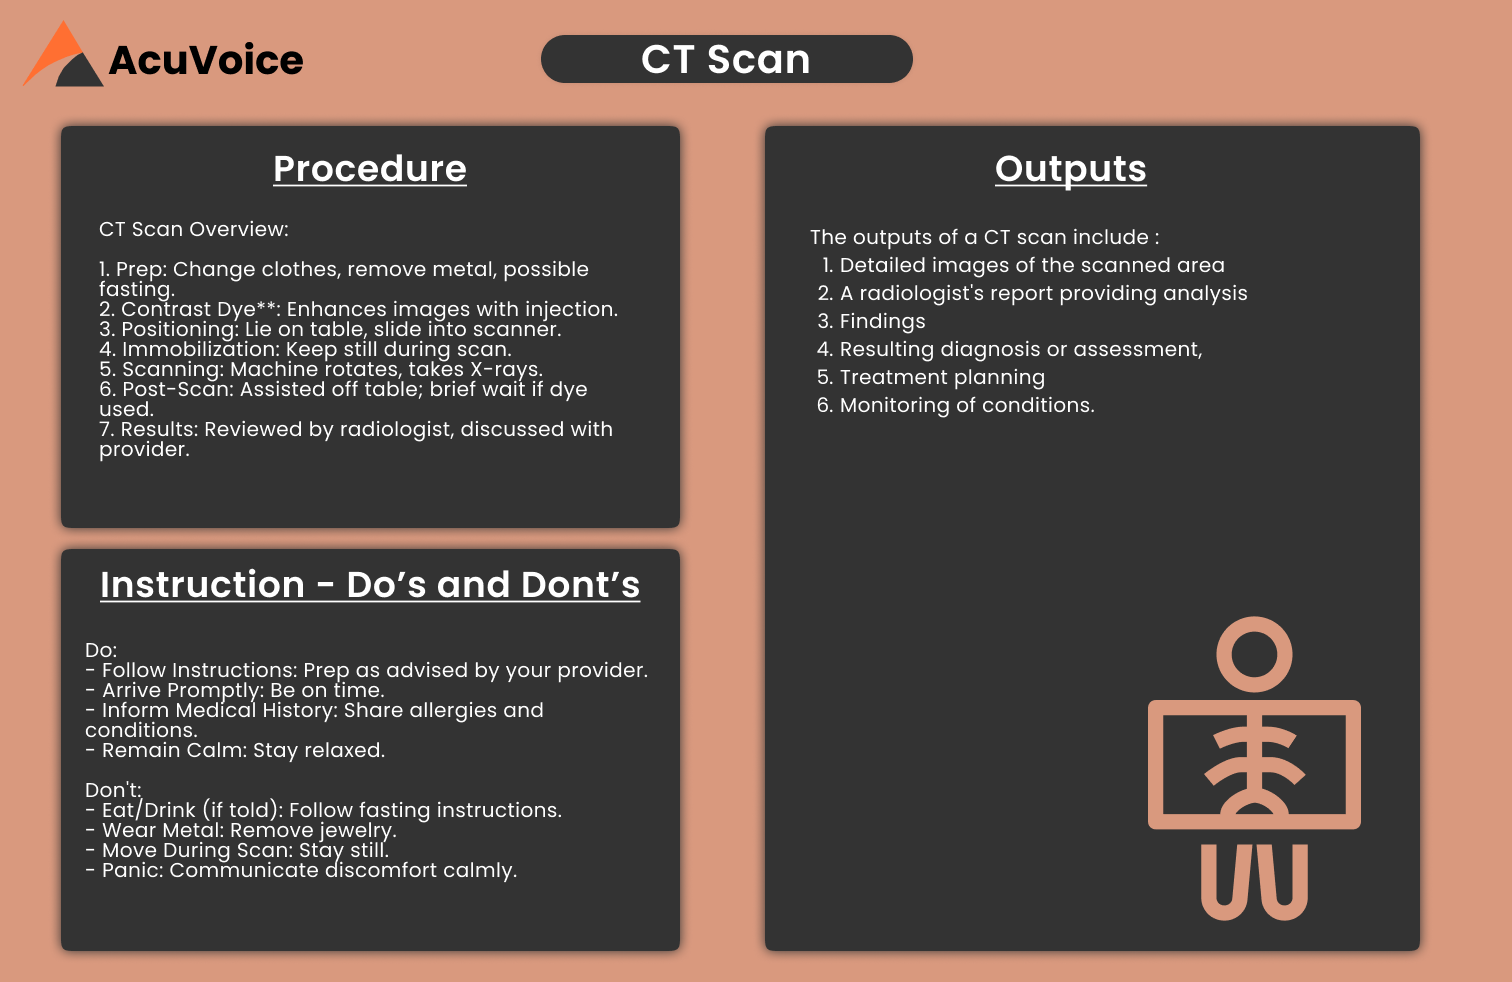 AcuVoice
CT Scan
Procedure
CT Scan Overview:
1. Prep: Change clothes, remove metal, possible
fasting.
2. Contrast Dye**: Enhances images with injection.
3. Positioning: Lie on table, slide into scanner.
4. Immobilization: Keep still during scan.
5. Scanning: Machine rotates, takes X-rays.
6. Post-Scan: Assisted off table; brief wait if dye
used.
7. Results: Reviewed by radiologist, discussed with
provider.
Instruction - Do’s and Dont’s
Do:
- Follow Instructions: Prep as advised by your provider.
- Arrive Promptly: Be on time.
- Inform Medical History: Share allergies and
conditions.
- Remain Calm: Stay relaxed.
Don't:
- Eat/Drink (if told): Follow fasting instructions.
- Wear Metal: Remove jewelry.
- Move During Scan: Stay still.
- Panic: Communicate discomfort calmly.
Outputs
The outputs of a CT scan include :
1. Detailed images of the scanned area
2. A radiologist's report providing analysis
3. Findings
4. Resulting diagnosis or assessment,
5. Treatment planning
6. Monitoring of conditions.